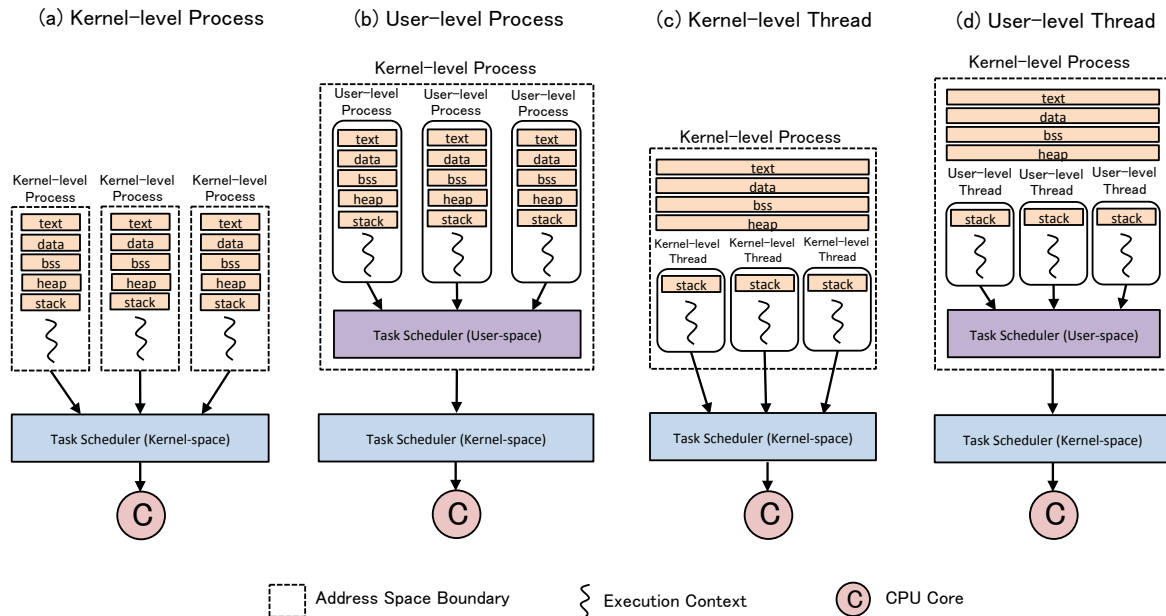 (a) Kernel-level Process
(b) User-level Process
(c) Kernel-level Thread
(d) User-level Thread
Kernel-level
Process
Kernel-level
Process
Kernel-level
Process
text
data
bss
heap
stack
text
data
bss
heap
stack
text
data
bss
heap
stack
Task Scheduler (Kernel-space)
C
Kernel-level Process
User-level
Process
User-level
Process
User-level
Process
text
data
bss
heap
stack
text
data
bss
heap
stack
text
data
bss
heap
stack
Task Scheduler (User-space)
Task Scheduler (Kernel-space)
C
Kernel-level Process
text
data
bss
heap
Kernel-level
Thread
Kernel-level
Thread
Kernel-level
Thread
stack
stack
stack
Task Scheduler (Kernel-space)
C
Kernel-level Process
text
data
bss
heap
User-level
Thread
User-level
Thread
User-level
Thread
stack
stack
stack
Task Scheduler (User-space)
Task Scheduler (Kernel-space)
C
Address Space Boundary
Execution Context
C
CPU Core